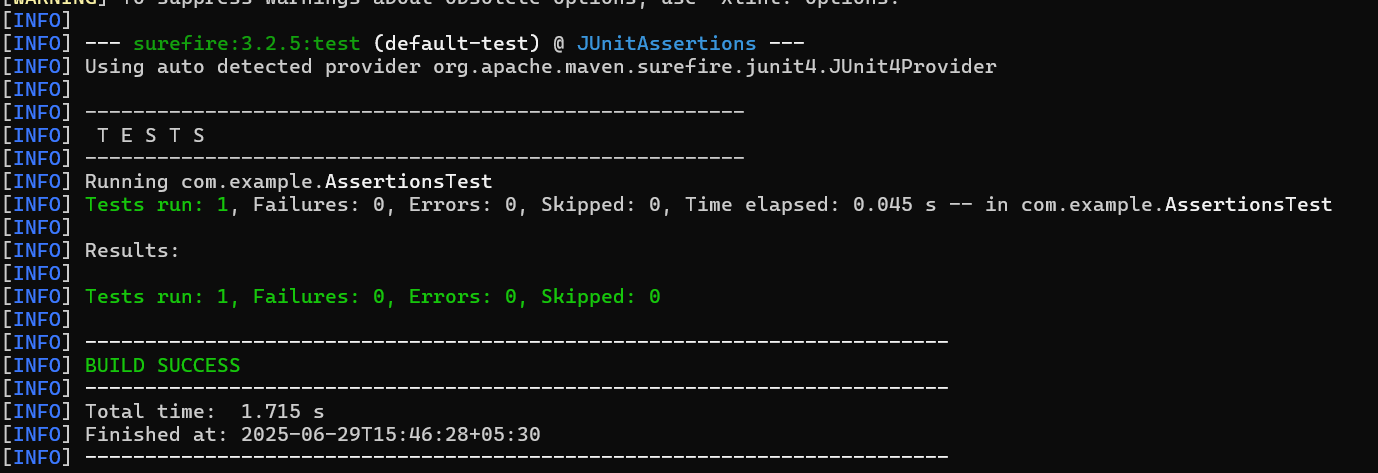 [WARNING] To suppress warnings about obsolete options, use -Xlint:-options.
[INFO]
[INFO] --- surefire:3.2.5:test (default-test) @ JUnitAssertions ---
[INFO] Using auto detected provider org.apache.maven.surefire.junit4.JUnit4Provider
[INFO]
[INFO] -------------------------------------------------------
[INFO]  T E S T S
[INFO] -------------------------------------------------------
[INFO] Running com.example.AssertionsTest
[INFO] Tests run: 1, Failures: 0, Errors: 0, Skipped: 0, Time elapsed: 0.045 s -- in com.example.AssertionsTest
[INFO]
[INFO] Results:
[INFO]
[INFO] Tests run: 1, Failures: 0, Errors: 0, Skipped: 0
[INFO]
[INFO] ------------------------------------------------------------------------
[INFO] BUILD SUCCESS
[INFO] ------------------------------------------------------------------------
[INFO] Total time:  1.715 s
[INFO] Finished at: 2025-06-29T15:46:28+05:30
[INFO] ------------------------------------------------------------------------